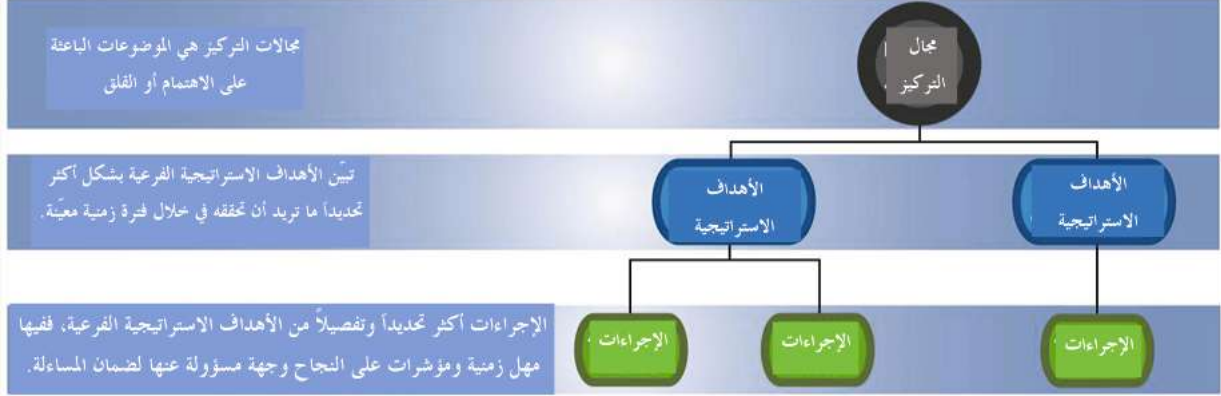 مجال
التركيز
مجالات التركيز هي الموضوعات الباعثة
على الاهتمام أو القلق
الأهداف
الاستراتيجية
الأهداف
الاستراتيجية
تبيّن الأهداف الاستراتيجية الفرعية بشكل أكثر
تحديداً ما تريد أن تحققه في خلال فترة زمنية معيّنة.
الإجراءات
الإجراءات
الإجراءات
الإجراءات أكثر تحديداً وتفصيلاً من الأهداف الاستراتيجية الفرعية، ففيها
مهل زمنية ومؤشرات على النجاح وجهة مسؤولة عنها لضمان المساءلة.